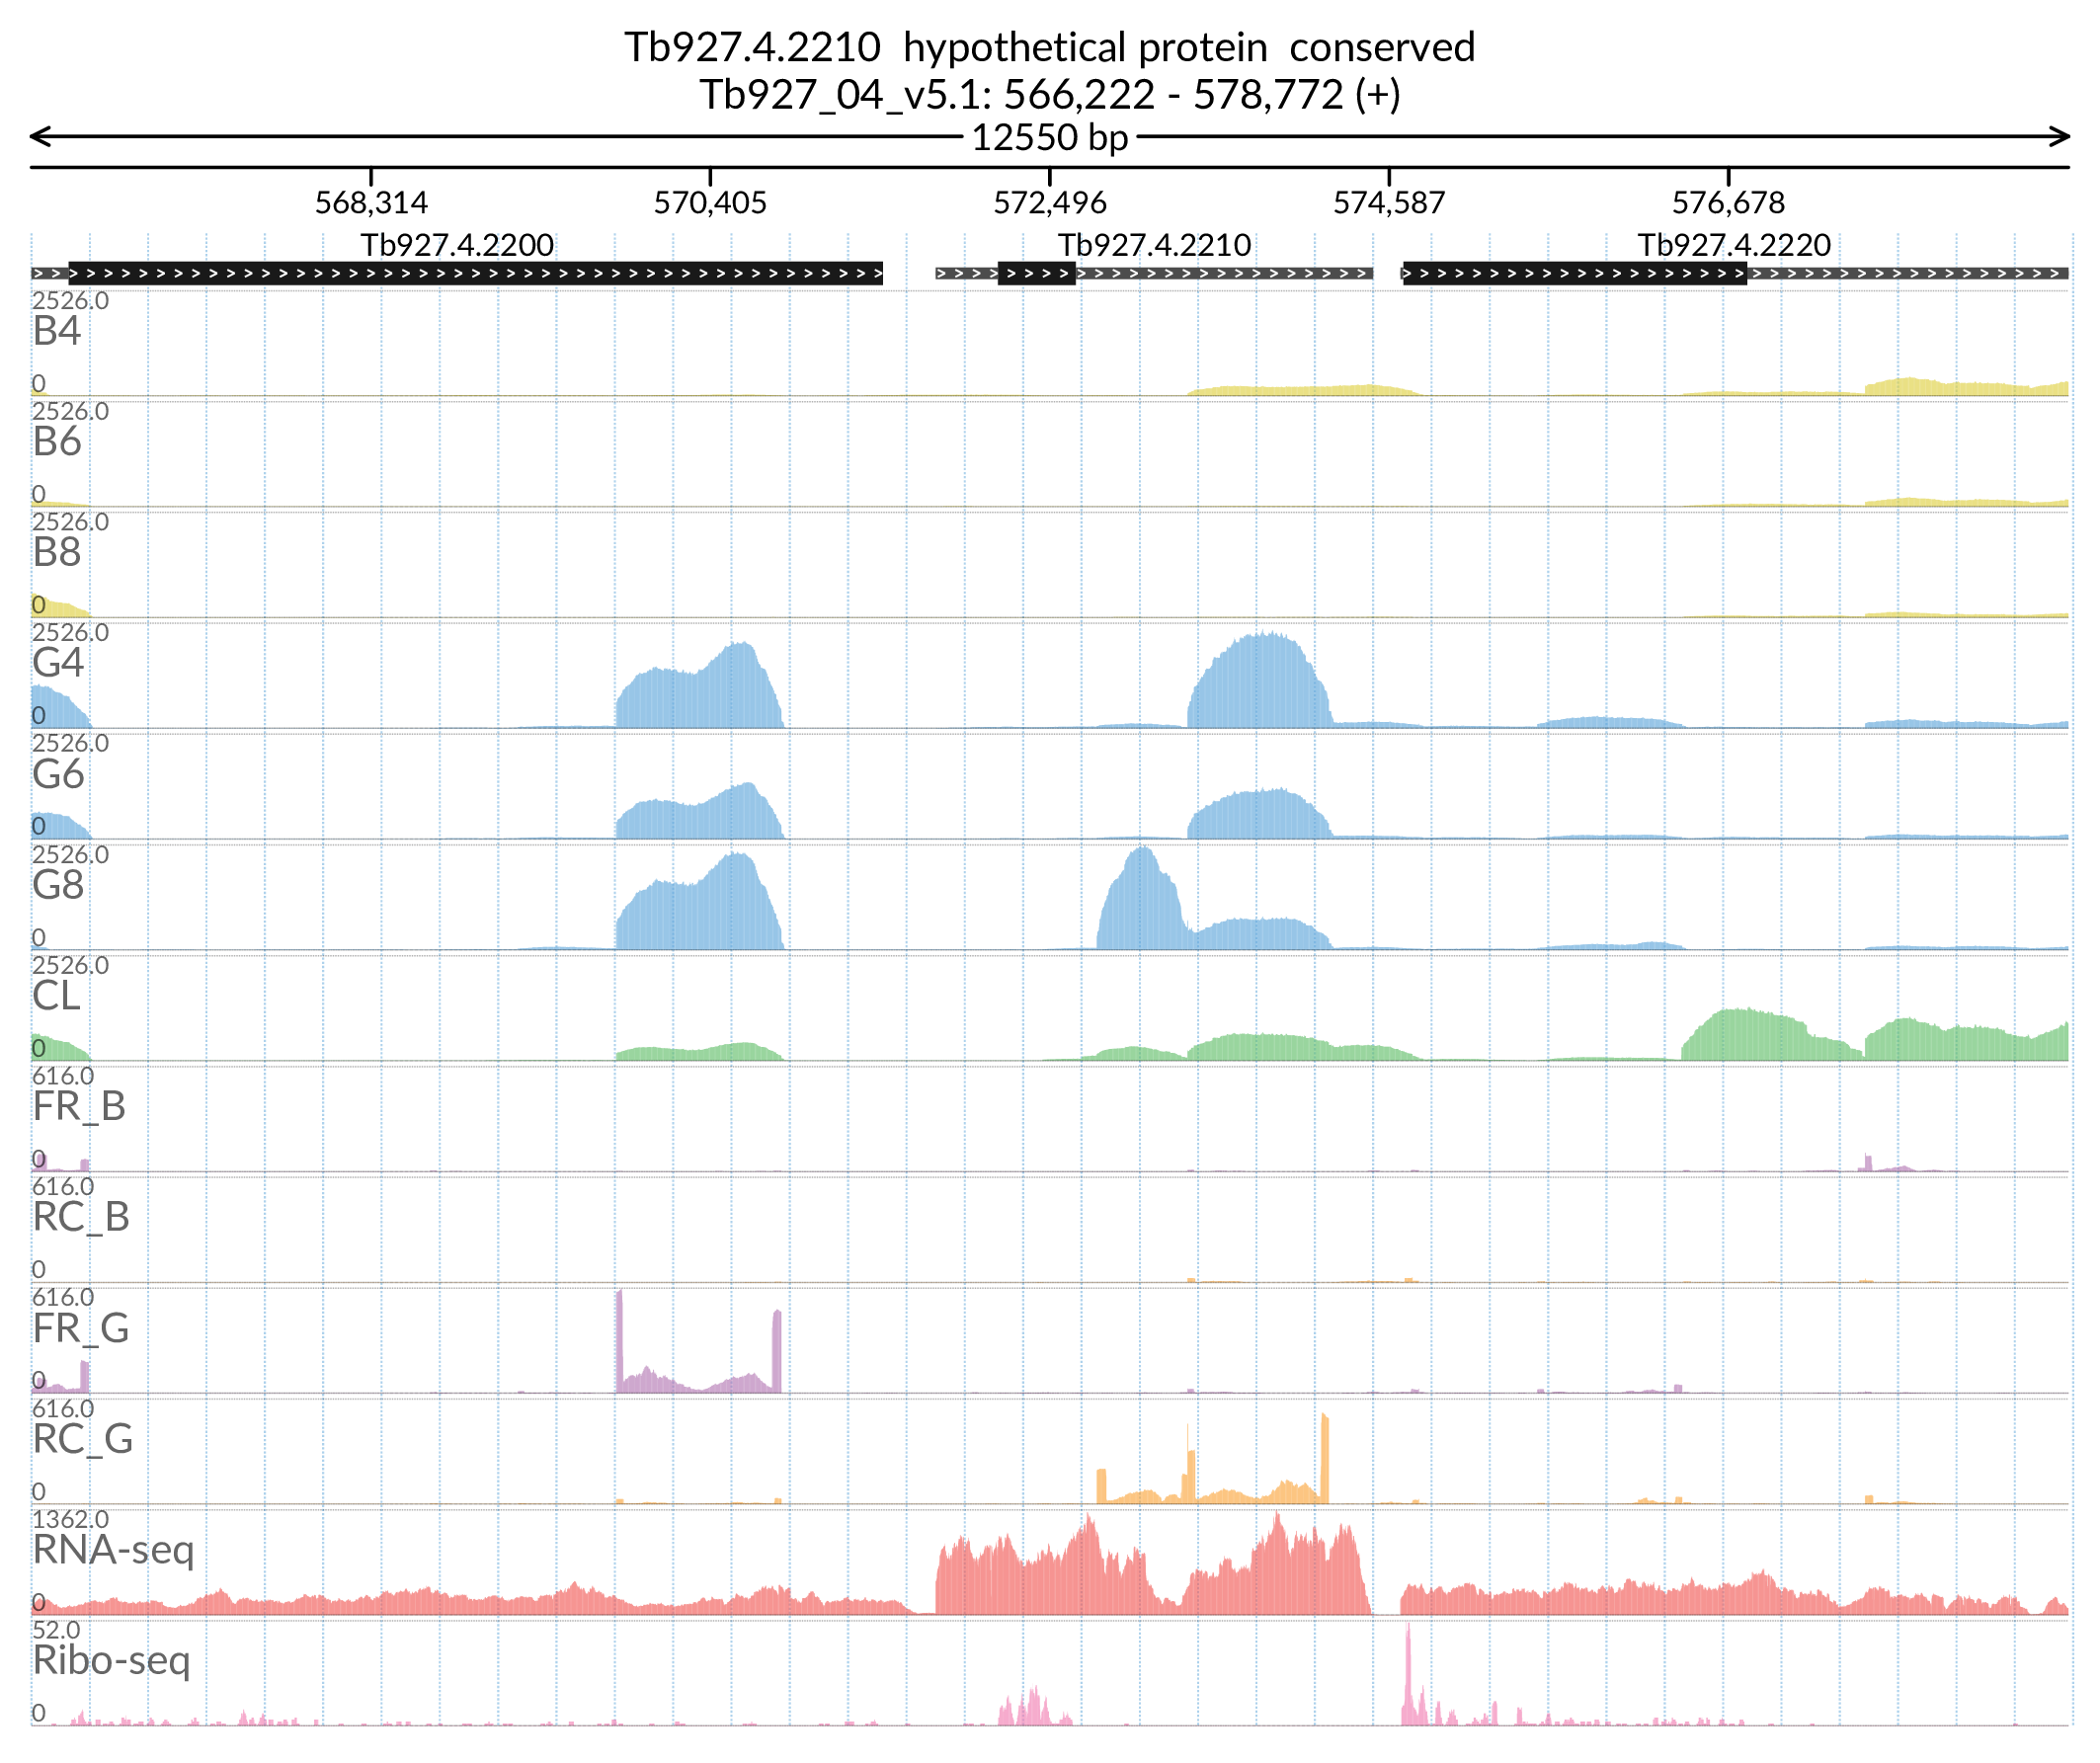 Tb927.4.2210  hypothetical protein  conserved
Tb927_04_v5.1: 566,222 - 578,772 (+)
12550 bp
568,314 570,405 572,496 574,587 576,678
Tb927.4.2200 Tb927.4.2210 Tb927.4.2220
2526.0
B4
0
2526.0
B6
0
2526.0
B8
0
2526.0
G4
0
2526.0
G6
0
2526.0
G8
0
2526.0
CL
0
616.0
FR_B
0
616.0
RC_B
0
616.0
FR_G
0
616.0
RC_G
0
1362.0
RNA-seq
0
52.0
Ribo-seq
0